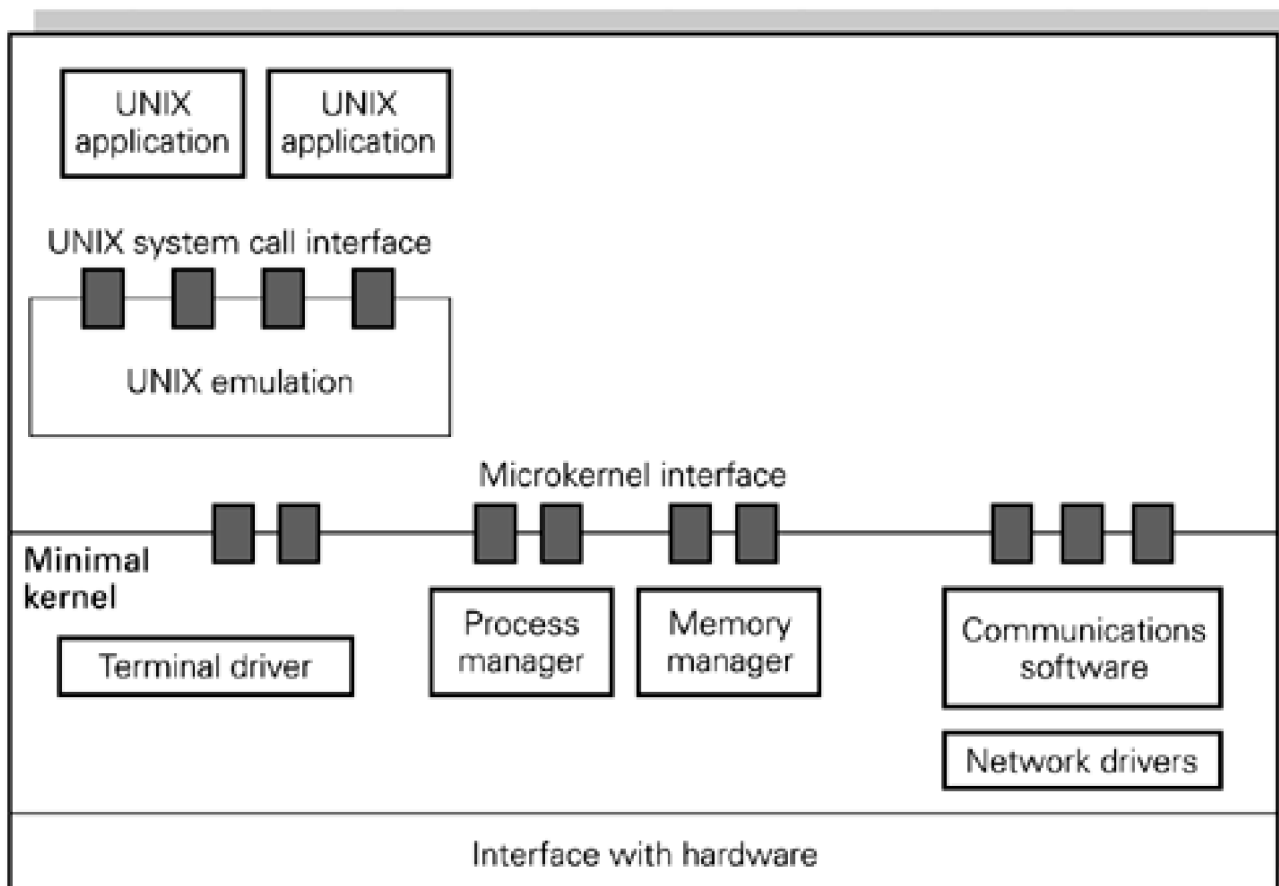 UNIX
application
UNIX
application
UNIX system call interface
UNIX emulation
Microkernel interface
Minimal
kernel
Terminal driver
Process
manager
Memory
manager
Communications
software
Network drivers
Interface with hardware